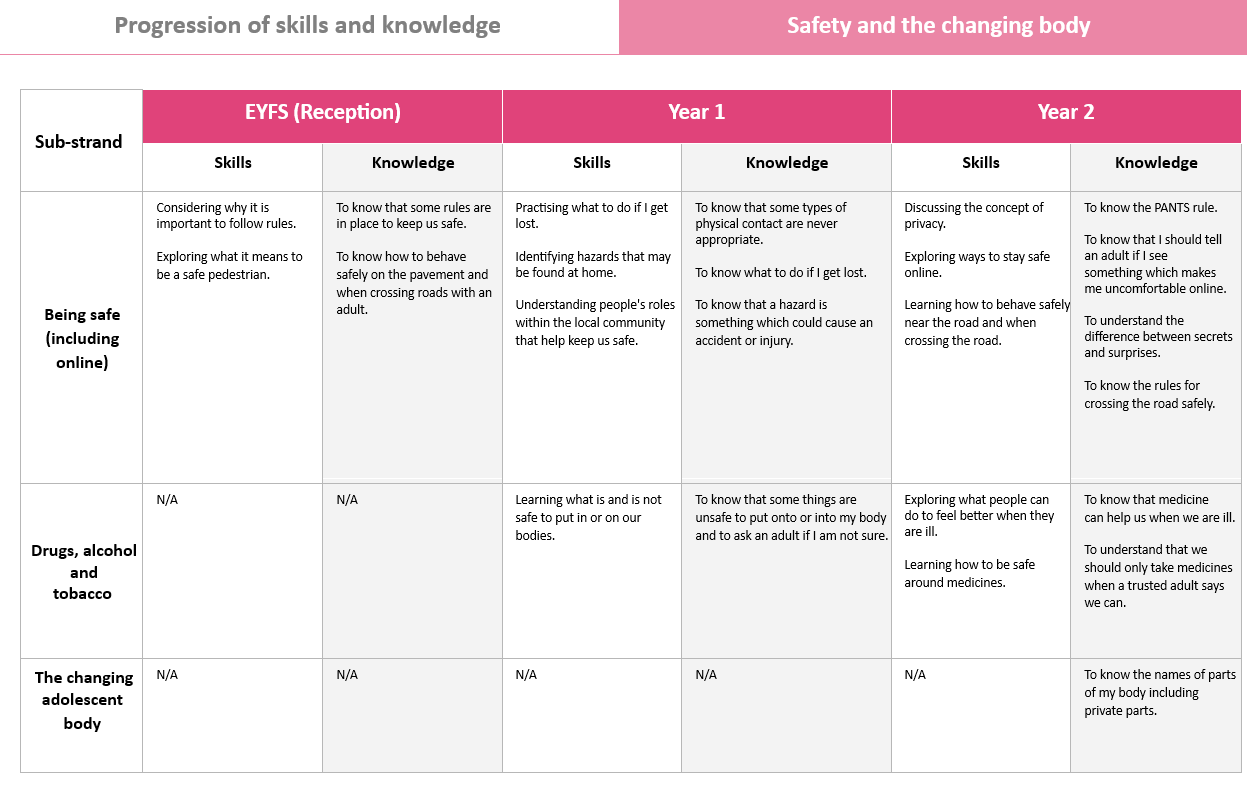 Progression of skills and knowledge
Safety and the changing body
Sub-strand
EYFS (Reception)
Year 1
Year 2
Skills
Knowledge
Skills
Knowledge
Skills
Knowledge
Being safe
(including
online)
Considering why it is
important to follow rules.
Exploring what it means to
be a safe pedestrian.
To know that some rules are
in place to keep us safe.
To know how to behave
safely on the pavement and
when crossing roads with an
adult.
Practising what to do if I get
lost.
Identifying hazards that may
be found at home.
Understanding people's roles
within the local community
that help keep us safe.
To know that some types of
physical contact are never
appropriate.
To know what to do if I get lost.
To know that a hazard is
something which could cause an
accident or injury.
Discussing the concept of
privacy.
Exploring ways to stay safe
online.
Learning how to behave safely
near the road and when
crossing the road.
To know the PANTS rule.
To know that I should tell
an adult if I see
something which makes
me uncomfortable online.
To understand the
difference between secrets
and surprises.
To know the rules for
crossing the road safely.
Drugs, alcohol
and
tobacco
N/A
N/A
Learning what is and is not
safe to put in or on our
bodies.
To know that some things are
unsafe to put onto or into my body
and to ask an adult if I am not sure.
Exploring what people can
do to feel better when they
are ill.
Learning how to be safe
around medicines.
To know that medicine
can help us when we are ill.
To understand that we
should only take medicines
when a trusted adult says
we can.
The changing
adolescent
body
N/A
N/A
N/A
N/A
N/A
To know the names of parts
of my body including
private parts.